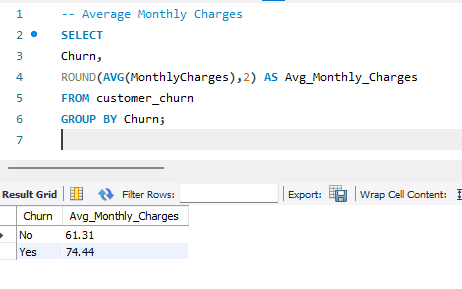 1 -- Average Monthly Charges
2 SELECT
3 Churn,
4 ROUND(AVG(MonthlyCharges),2) AS Avg_Monthly_Charges
5 FROM customer_churn
6 GROUP BY Churn;
7
Result Grid Filter Rows: Export: Wrap Cell Content:
Churn Avg_Monthly_Charges
No 61.31
Yes 74.44